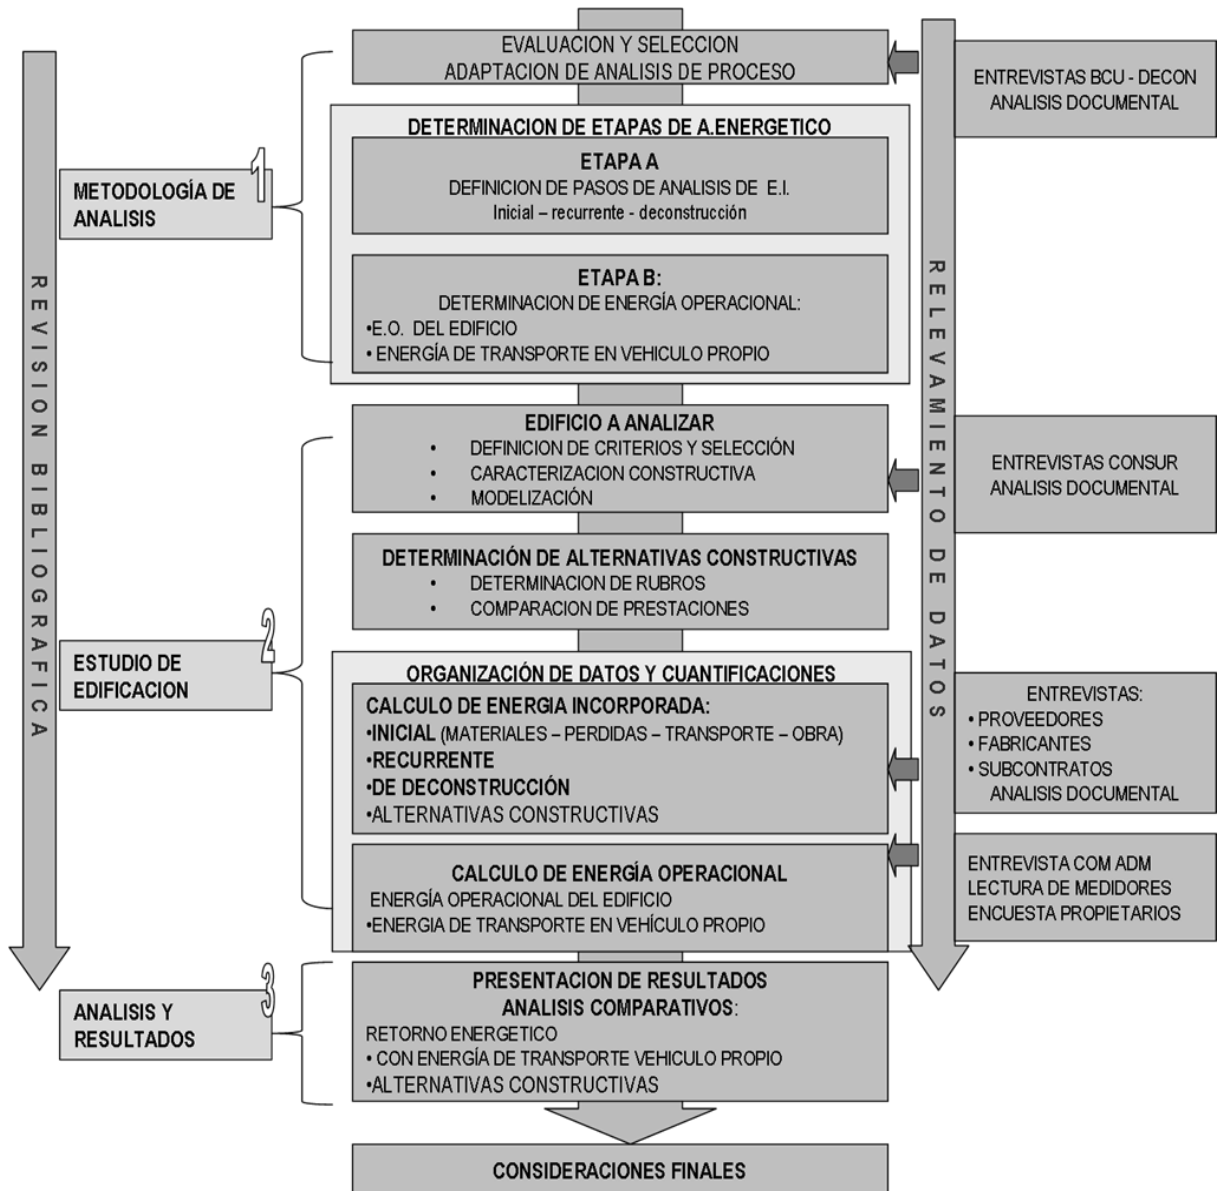 EVALUACION Y SELECCION
ADAPTACION DE ANALISIS DE PROCESO
ENTREVISTAS BCU - DECON
ANALISIS DOCUMENTAL
METODOLOGÍA DE
ANALISIS
1
DETERMINACION DE ETAPAS DE A.ENERGETICO
ETAPA A
DEFINICION DE PASOS DE ANALISIS DE E.I.
Inicial – recurrente - deconstrucción
ETAPA B:
DETERMINACION DE ENERGÍA OPERACIONAL:
•E.O. DEL EDIFICIO
• ENERGÍA DE TRANSPORTE EN VEHICULO PROPIO
REVISION BIBLIOGRAFICA
RELEVAMIENTO DE DATOS
EDIFICIO A ANALIZAR
• DEFINICION DE CRITERIOS Y SELECCIÓN
• CARACTERIZACION CONSTRUCTIVA
• MODELIZACIÓN
ENTREVISTAS CONSUR
ANALISIS DOCUMENTAL
DETERMINACIÓN DE ALTERNATIVAS CONSTRUCTIVAS
• DETERMINACION DE RUBROS
• COMPARACION DE PRESTACIONES
ESTUDIO DE
EDIFICACION
2
ORGANIZACIÓN DE DATOS Y CUANTIFICACIONES
CALCULO DE ENERGIA INCORPORADA:
•INICIAL (MATERIALES – PERDIDAS – TRANSPORTE – OBRA)
•RECURRENTE
•DE DECONSTRUCCIÓN
•ALTERNATIVAS CONSTRUCTIVAS
ENTREVISTAS:
• PROVEEDORES
• FABRICANTES
• SUBCONTRATOS
ANALISIS DOCUMENTAL
CALCULO DE ENERGÍA OPERACIONAL
ENERGÍA OPERACIONAL DEL EDIFICIO
•ENERGIA DE TRANSPORTE EN VEHÍCULO PROPIO
ENTREVISTA COM ADM
LECTURA DE MEDIDORES
ENCUESTA PROPIETARIOS
ANALISIS Y
RESULTADOS
3
PRESENTACION DE RESULTADOS
ANALISIS COMPARATIVOS:
RETORNO ENERGETICO
• CON ENERGÍA DE TRANSPORTE VEHICULO PROPIO
•ALTERNATIVAS CONSTRUCTIVAS
CONSIDERACIONES FINALES